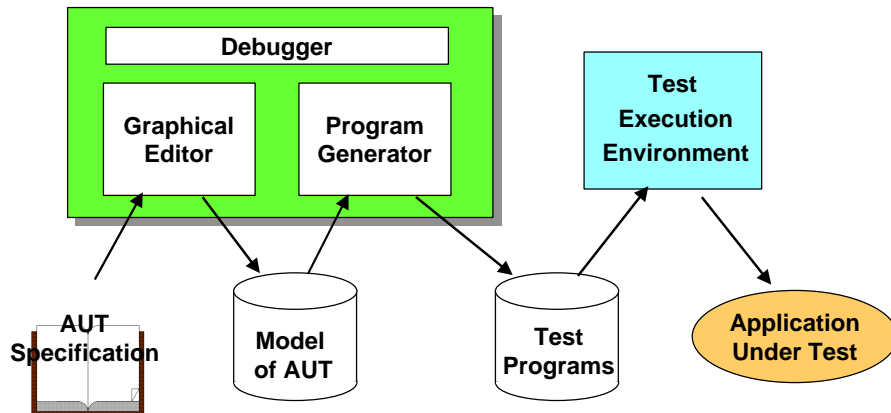 Debugger
Graphical
Editor
Program
Generator
Test
Execution
Environment
AUT
Specification
Model
of AUT
Test
Programs
Application
Under Test